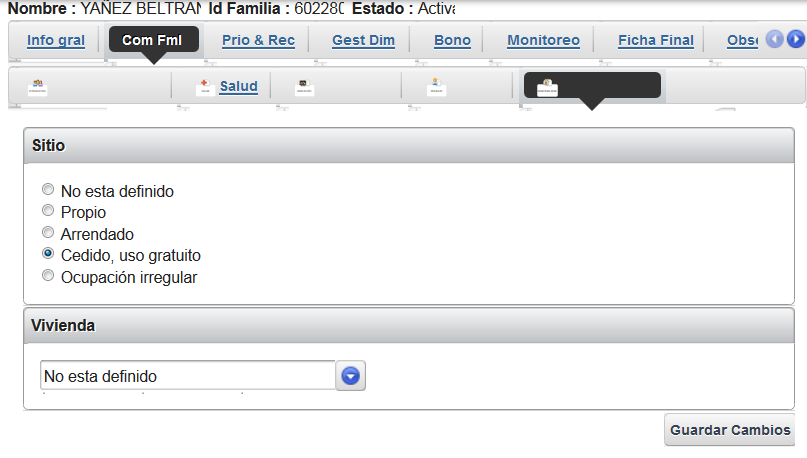 Nombre : YAÑEZ BELTRAN Id Familia : 602280 Estado : Activa
Info gral Com Fml Prio & Rec Gest Dim Bono Monitoreo Ficha Final Obse
Salud
Sitio
No esta definido
Propio
Arrendado
Cedido, uso gratuito
Ocupación irregular
Vivienda
No esta definido
Guardar Cambios